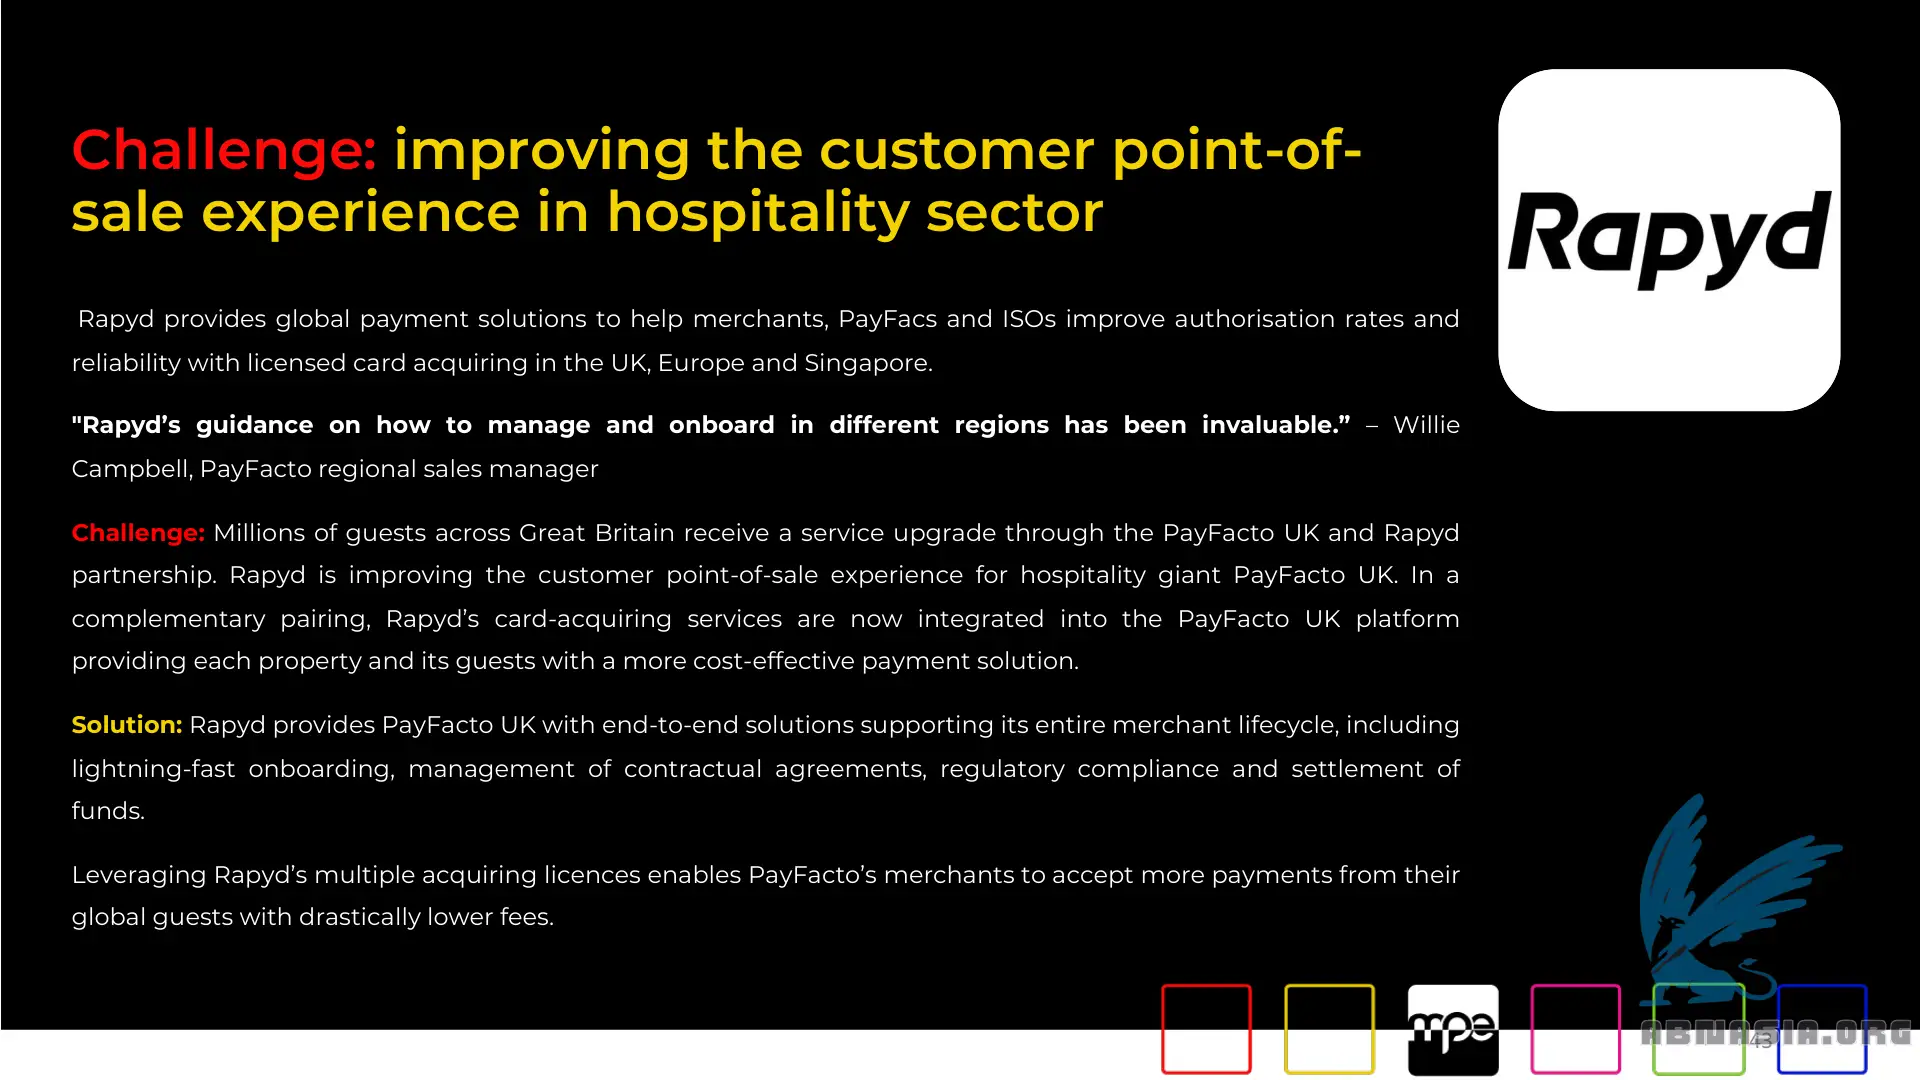 Challenge: improving the customer point-of-
sale experience in hospitality sector
Rapyd
Rapyd provides global payment solutions to help merchants, PayFacs and ISOs improve authorisation rates and
reliability with licensed card acquiring in the UK, Europe and Singapore.
"Rapyd’s guidance on how to manage and onboard in different regions has been invaluable.” – Willie
Campbell, PayFacto regional sales manager
Challenge: Millions of guests across Great Britain receive a service upgrade through the PayFacto UK and Rapyd
partnership. Rapyd is improving the customer point-of-sale experience for hospitality giant PayFacto UK. In a
complementary pairing, Rapyd’s card-acquiring services are now integrated into the PayFacto UK platform
providing each property and its guests with a more cost-effective payment solution.
Solution: Rapyd provides PayFacto UK with end-to-end solutions supporting its entire merchant lifecycle, including
lightning-fast onboarding, management of contractual agreements, regulatory compliance and settlement of
funds.
Leveraging Rapyd’s multiple acquiring licences enables PayFacto’s merchants to accept more payments from their
global guests with drastically lower fees.
mpe
ABMASIA.ORG
43